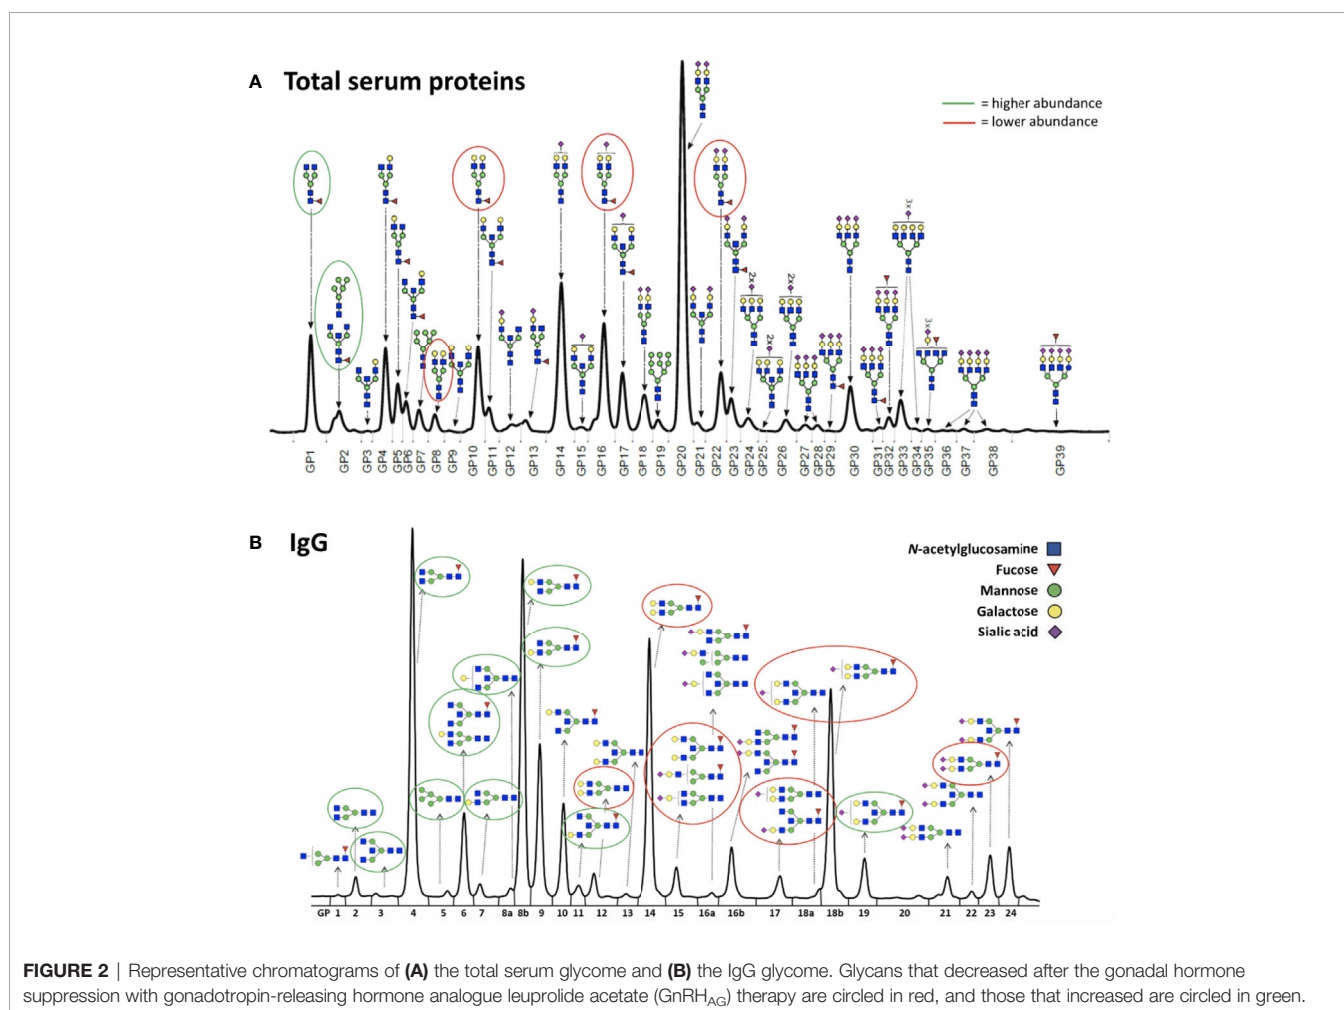 A Total serum proteins
= higher abundance
= lower abundance
3x
2x
2x
2x
3x
GP1 GP2 GP3 GP4 GP5 GP6 GP7 GP8 GP9 GP10 GP11 GP12 GP13 GP14 GP15 GP16 GP17 GP18 GP19 GP20 GP21 GP22 GP23 GP24 GP25 GP26 GP27 GP28 GP29 GP30 GP31 GP32 GP33 GP34 GP35 GP36 GP37 GP38 GP39
B IgG
N-acetylglucosamine
Fucose
Mannose
Galactose
Sialic acid
GP 1 2 3 4 5 6 7 8a 8b 9 10 11 12 13 14 15 16a 16b 17 18a 18b 19 20 21 22 23 24
FIGURE 2 | Representative chromatograms of (A) the total serum glycome and (B) the IgG glycome. Glycans that decreased after the gonadal hormone
suppression with gonadotropin-releasing hormone analogue leuprolide acetate (GnRHAG) therapy are circled in red, and those that increased are circled in green.